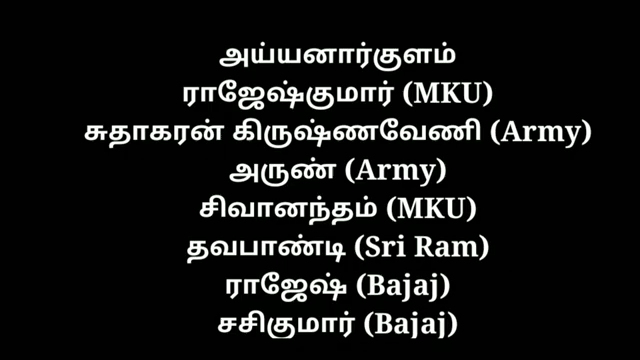 அய்யனார்குளம்
ராஜேஷ்குமார் (MKU)
சுதாகரன் கிருஷ்ணவேணி (Army)
அருண் (Army)
சிவானந்தம் (MKU)
தவபாண்டி (Sri Ram)
ராஜேஷ் (Bajaj)
சசிகுமார் (Bajaj)